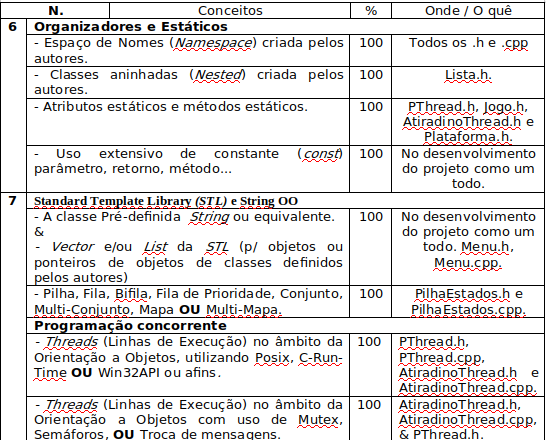 N. Conceitos % Onde / O quê
6 Organizadores e Estáticos
- Espaço de Nomes (Namespace) criada pelos 100 Todos os .h e .cpp
autores.
- Classes aninhadas (Nested) criada pelos 100 Lista.h.
autores.
- Atributos estáticos e métodos estáticos. 100 PThread.h, Jogo.h,
AtiradinoThread.h e
Plataforma.h.
- Uso extensivo de constante (const) 100 No desenvolvimento
parâmetro, retorno, método... do projeto como um
todo.
7 Standard Template Library (STL) e String OO
- A classe Pré-definida String ou equivalente. 100 No desenvolvimento
& do projeto como um
- Vector e/ou List da STL (p/ objetos ou todo. Menu.h,
ponteiros de objetos de classes definidos Menu.cpp.
pelos autores)
- Pilha, Fila, Bifila, Fila de Prioridade, Conjunto, 100 PilhaEstados.h e
Multi-Conjunto, Mapa OU Multi-Mapa. PilhaEstados.cpp.
Programação concorrente
- Threads (Linhas de Execução) no âmbito da 100 PThread.h,
Orientação a Objetos, utilizando Posix, C-Run- PThread.cpp,
Time OU Win32API ou afins. AtiradinoThread.h e
AtiradinoThread.cpp.
- Threads (Linhas de Execução) no âmbito da 100 AtiradinoThread.h,
Orientação a Objetos com uso de Mutex, AtiradinoThread.cpp,
Semáforos, OU Troca de mensagens. & PThread.h.